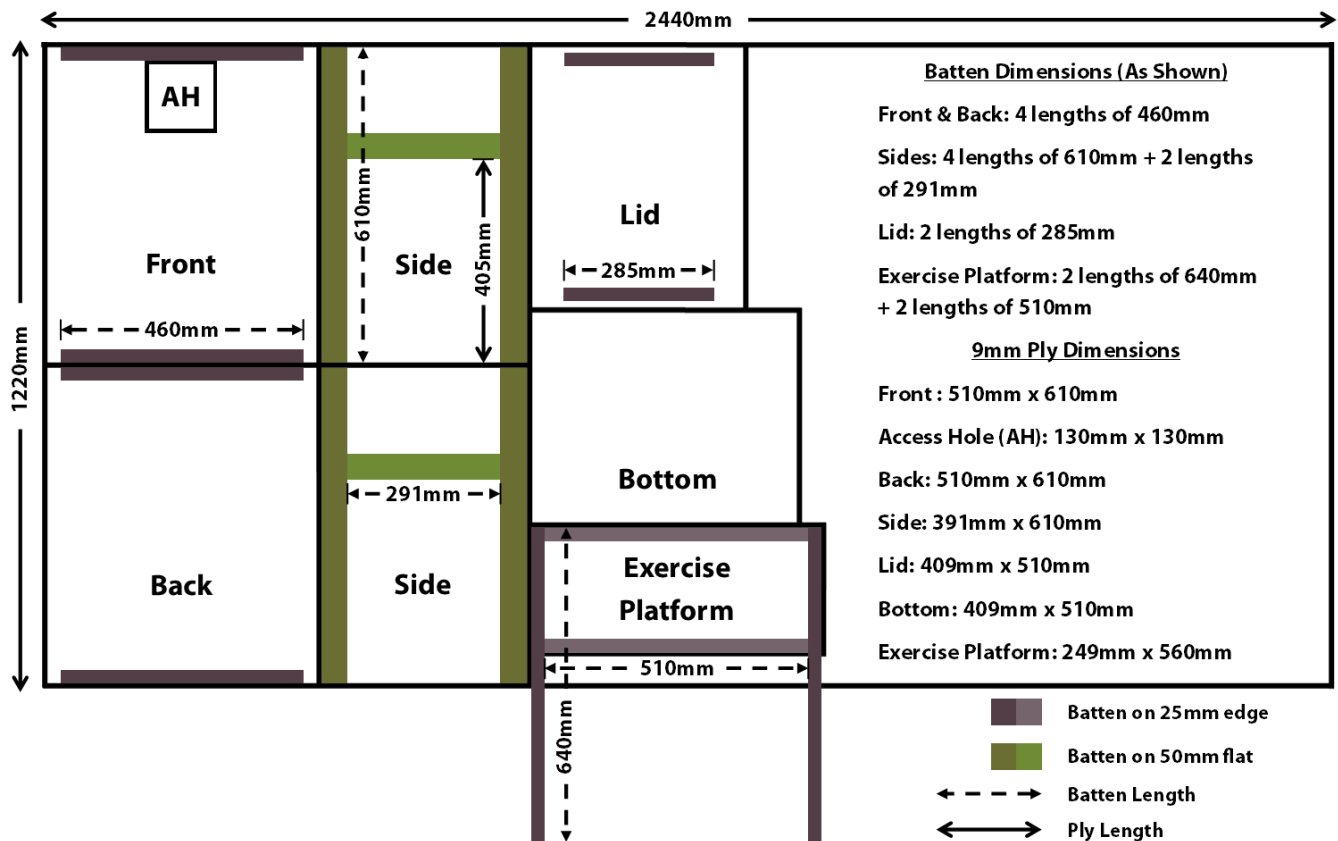 2440mm
1220mm
AH
Front
460mm
Back
610mm
Side
405mm
291mm
Side
Lid
285mm
Bottom
Exercise
Platform
510mm
640mm
Batten Dimensions (As Shown)
Front & Back: 4 lengths of 460mm
Sides: 4 lengths of 610mm + 2 lengths
of 291mm
Lid: 2 lengths of 285mm
Exercise Platform: 2 lengths of 640mm
+ 2 lengths of 510mm
9mm Ply Dimensions
Front : 510mm x 610mm
Access Hole (AH): 130mm x 130mm
Back: 510mm x 610mm
Side: 391mm x 610mm
Lid: 409mm x 510mm
Bottom: 409mm x 510mm
Exercise Platform: 249mm x 560mm
Batten on 25mm edge
Batten on 50mm flat
Batten Length
Ply Length